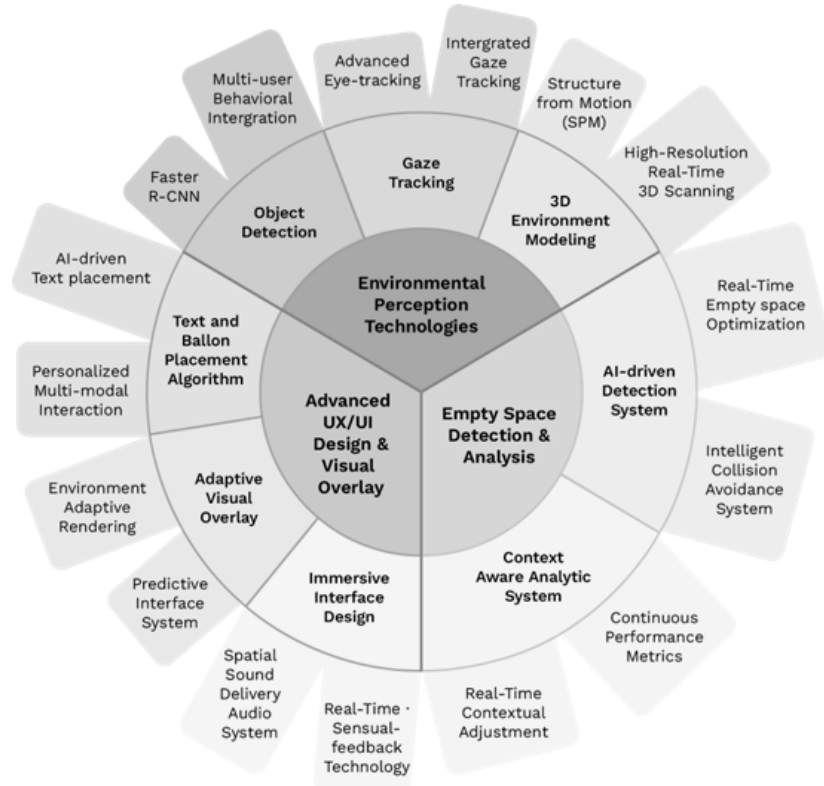 Intergrated
Gaze
Tracking
Advanced
Eye-tracking
Multi-user
Behavioral
Intergration
Structure
from Motion
(SPM)
High-Resolution
Real-Time
3D Scanning
Faster
R-CNN
Gaze
Tracking
Object
Detection
3D
Environment
Modeling
AI-driven
Text placement
Environmental
Perception
Technologies
Real-Time
Empty space
Optimization
Text and
Ballon
Placement
Algorithm
Personalized
Multi-modal
Interaction
AI-driven
Detection
System
Advanced
UX/UI
Design &
Visual
Overlay
Empty Space
Detection &
Analysis
Intelligent
Collision
Avoidance
System
Adaptive
Visual
Overlay
Environment
Adaptive
Rendering
Context
Aware Analytic
System
Immersive
Interface
Design
Predictive
Interface
System
Continuous
Performance
Metrics
Spatial
Sound
Delivery
Audio
System
Real-Time ·
Sensual-
feedback
Technology
Real-Time
Contextual
Adjustment